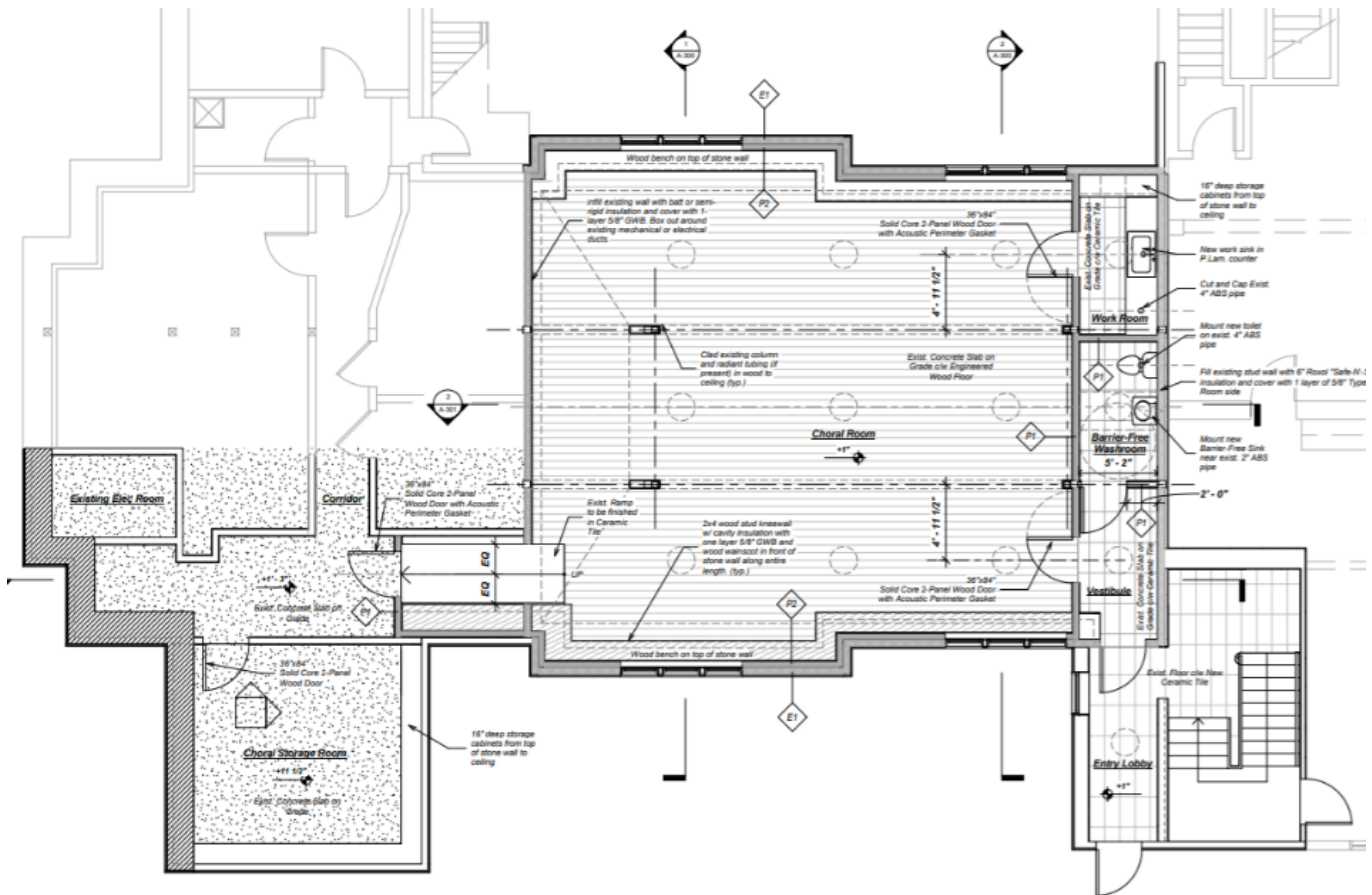 1
A-300
2
A-300
E1
Wood bench on top of stone wall
P2
infill existing wall with batt or semi-
rigid insulation and cover with 1-
layer 5/8" GWB. Box out around
existing mechanical or electrical
ducts.
36"x84"
Solid Core 2-Panel Wood Door
with Acoustic Perimeter Gasket
Exist. Concrete Slab on
Grade c/w Ceramic Tile
16" deep storage
cabinets from top
of stone wall to
ceiling
New work sink in
P.Lam. counter
Cut and Cap Exist.
4" ABS pipe
4' - 11 1/2"
Work Room
Mount new toilet
on exist. 4" ABS
pipe
Clad existing column
and radiant tubing (if
present) in wood to
ceiling (typ.)
Exist. Concrete Slab on
Grade c/w Engineered
Wood Floor
P1
Fill existing stud wall with 6" Roxol "Safe-N'-S
insulation and cover with 1 layer of 5/8" Type
Room side
2
A-301
Choral Room
+1"
P1
Barrier-Free
Washroom
5' - 2"
Mount new
Barrier-Free Sink
near exist. 2" ABS
pipe
2' - 0"
P1
Existing Elec Room
Corridor
36"x84"
Solid Core 2-Panel
Wood Door with Acoustic
Perimeter Gasket
Exist. Ramp
to be finished
in Ceramic
Tile
2x4 wood stud kneewall
w/ cavity insulation with
one layer 5/8" GWB and
wood wainscot in front of
stone wall along entire
length. (typ.)
4' - 11 1/2"
EQ
EQ
UP
36"x84"
Solid Core 2-Panel Wood Door
with Acoustic Perimeter Gasket
Exist. Concrete Slab on
Grade c/w Ceramic Tile
Vestibule
Exist. Concrete Slab on
Grade
P1
P2
Wood bench on top of stone wall
E1
36"x84"
Solid Core 2-Panel
Wood Door
Exist. Floor c/w New
Ceramic Tile
16" deep storage
cabinets from top
of stone wall to
ceiling
Choral Storage Room
+11 1/2"
Exist. Concrete Slab on
Grade
Entry Lobby
+1"